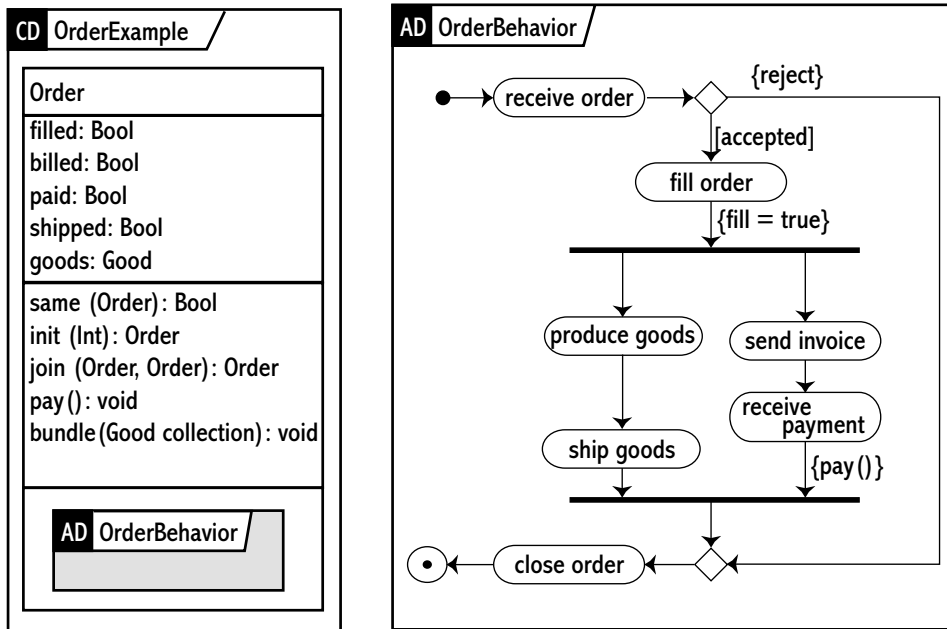 CD OrderExample
Order
filled: Bool
billed: Bool
paid: Bool
shipped: Bool
goods: Good
same (Order): Bool
init (Int): Order
join (Order, Order): Order
pay(): void
bundle(Good collection): void
AD OrderBehavior
AD OrderBehavior
{reject}
receive order
[accepted]
fill order
{fill = true}
produce goods
send invoice
receive
payment
ship goods
{pay()}
close order